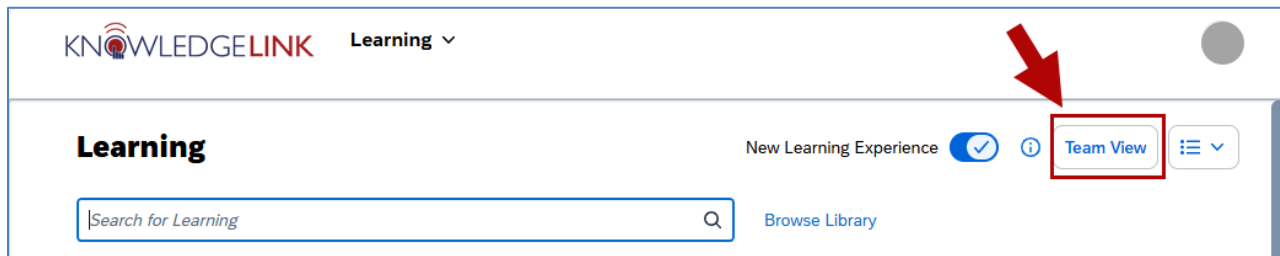 KNOWLEDGELINK Learning
Learning
New Learning Experience Team View
Search for Learning Browse Library